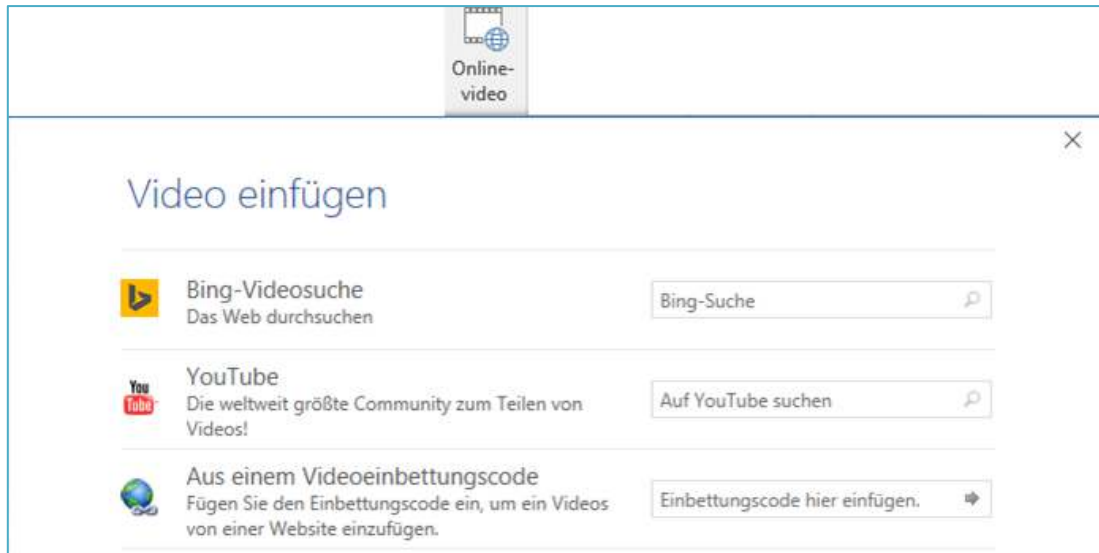 Online-
video
Video einfügen
Bing-Videosuche
Das Web durchsuchen
Bing-Suche
You
Tube
YouTube
Die weltweit größte Community zum Teilen von
Videos!
Auf YouTube suchen
Aus einem Videoeinbettungscode
Fügen Sie den Einbettungscode ein, um ein Videos
von einer Website einzufügen.
Einbettungscode hier einfügen.